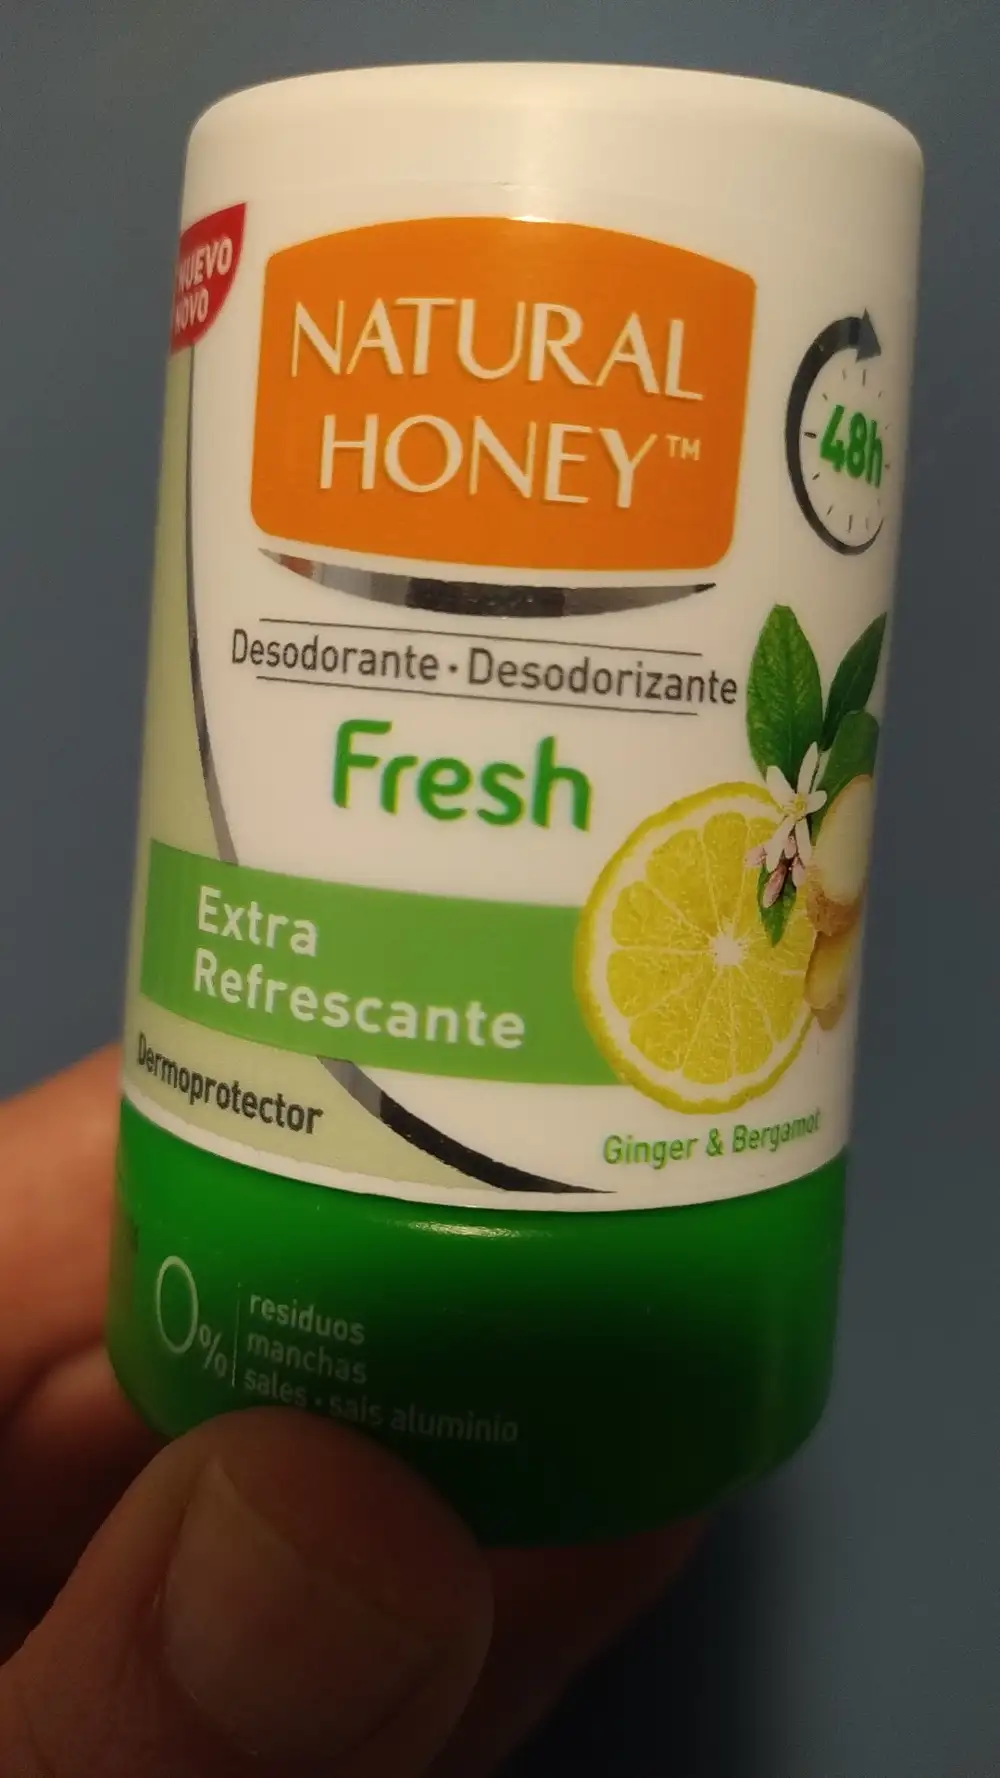 NUEVO
NOVO
NATURAL
HONEY™
48h
Desodorante · Desodorizante
Fresh
Extra
Refrescante
Dermoprotector
Ginger & Bergamot
0%
residuos
manchas
sales · sais aluminio